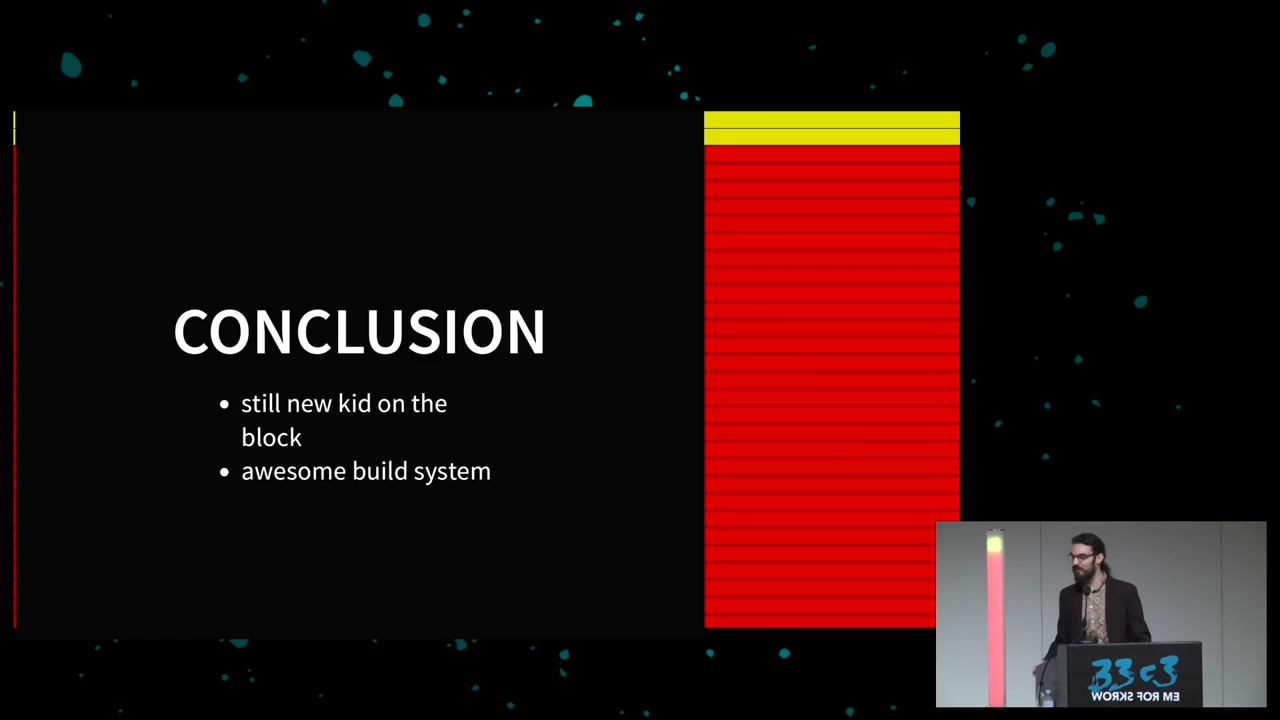 CONCLUSION
still new kid on the
block
awesome build system
33c3
WORKS FOR ME